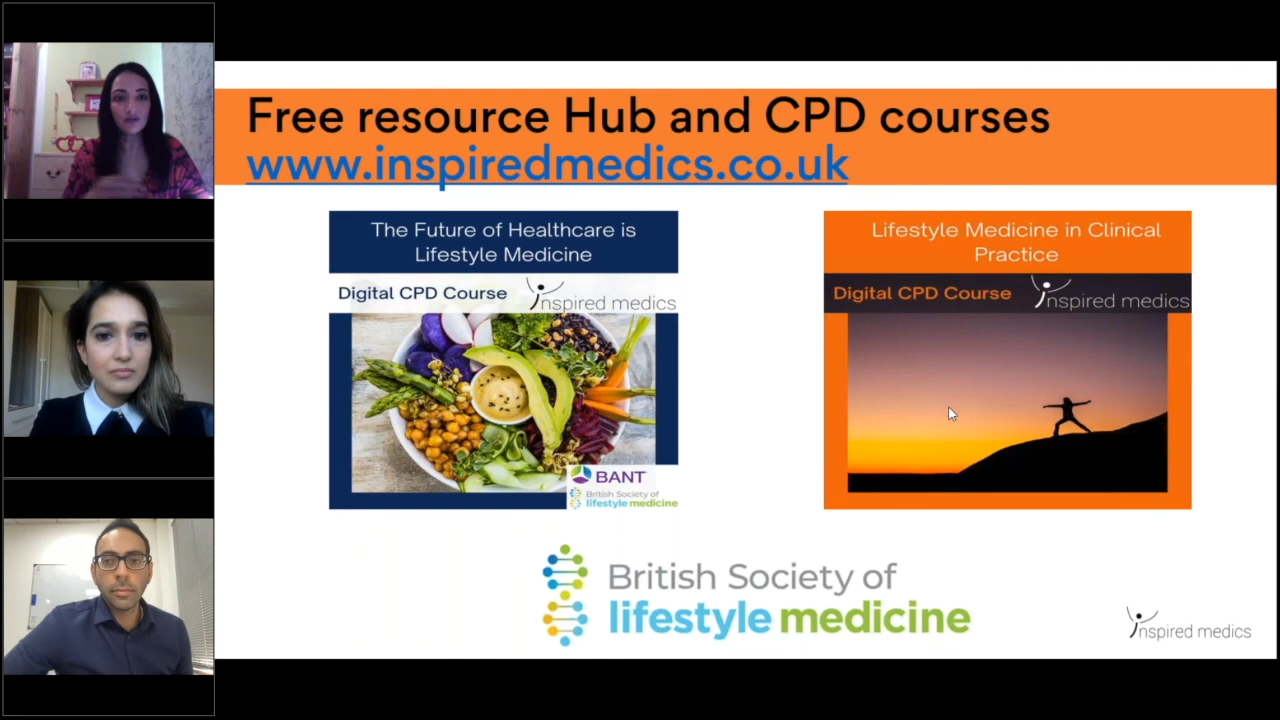 Free resource Hub and CPD courses
www.inspiredmedics.co.uk
The Future of Healthcare is
Lifestyle Medicine
Digital CPD Course
inspired medics
BANT
British Society of
lifestyle medicine
Lifestyle Medicine in Clinical
Practice
Digital CPD Course
inspired medics
British Society of
lifestyle medicine
inspired medics